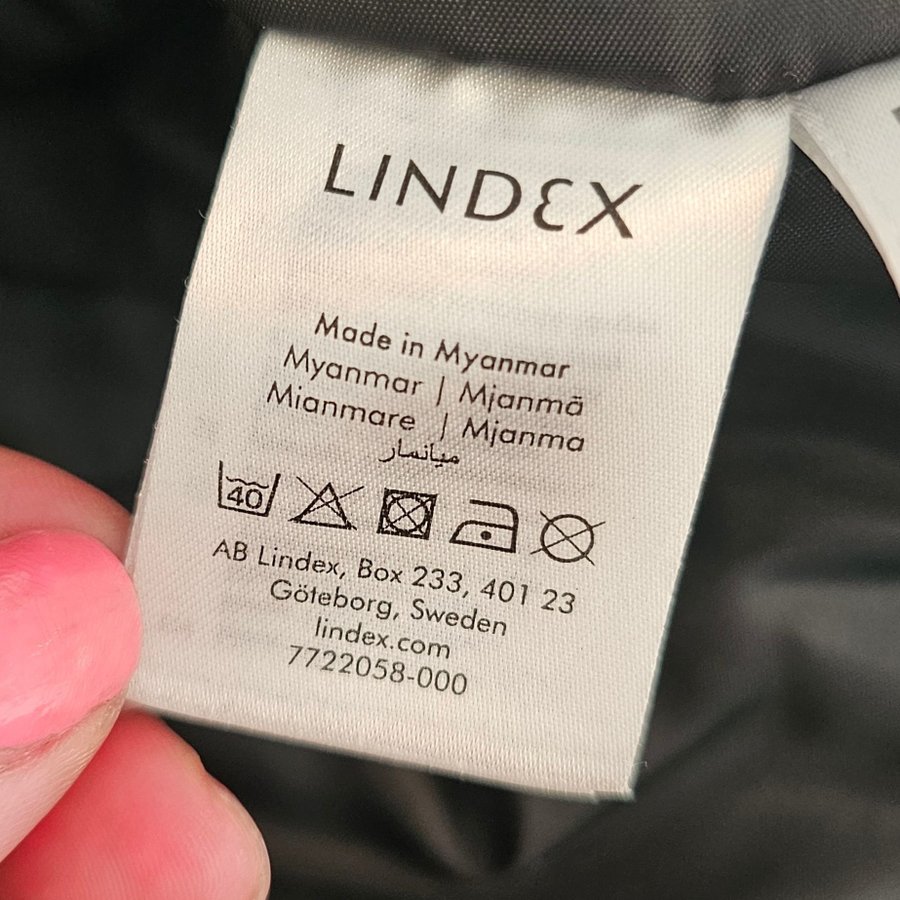 LINDEX
Made in Myanmar
Myanmar | Mjanmā
Mianmare | Mjanma
ميانمار
40
AB Lindex, Box 233, 401 23
Göteborg, Sweden
lindex.com
7722058-000